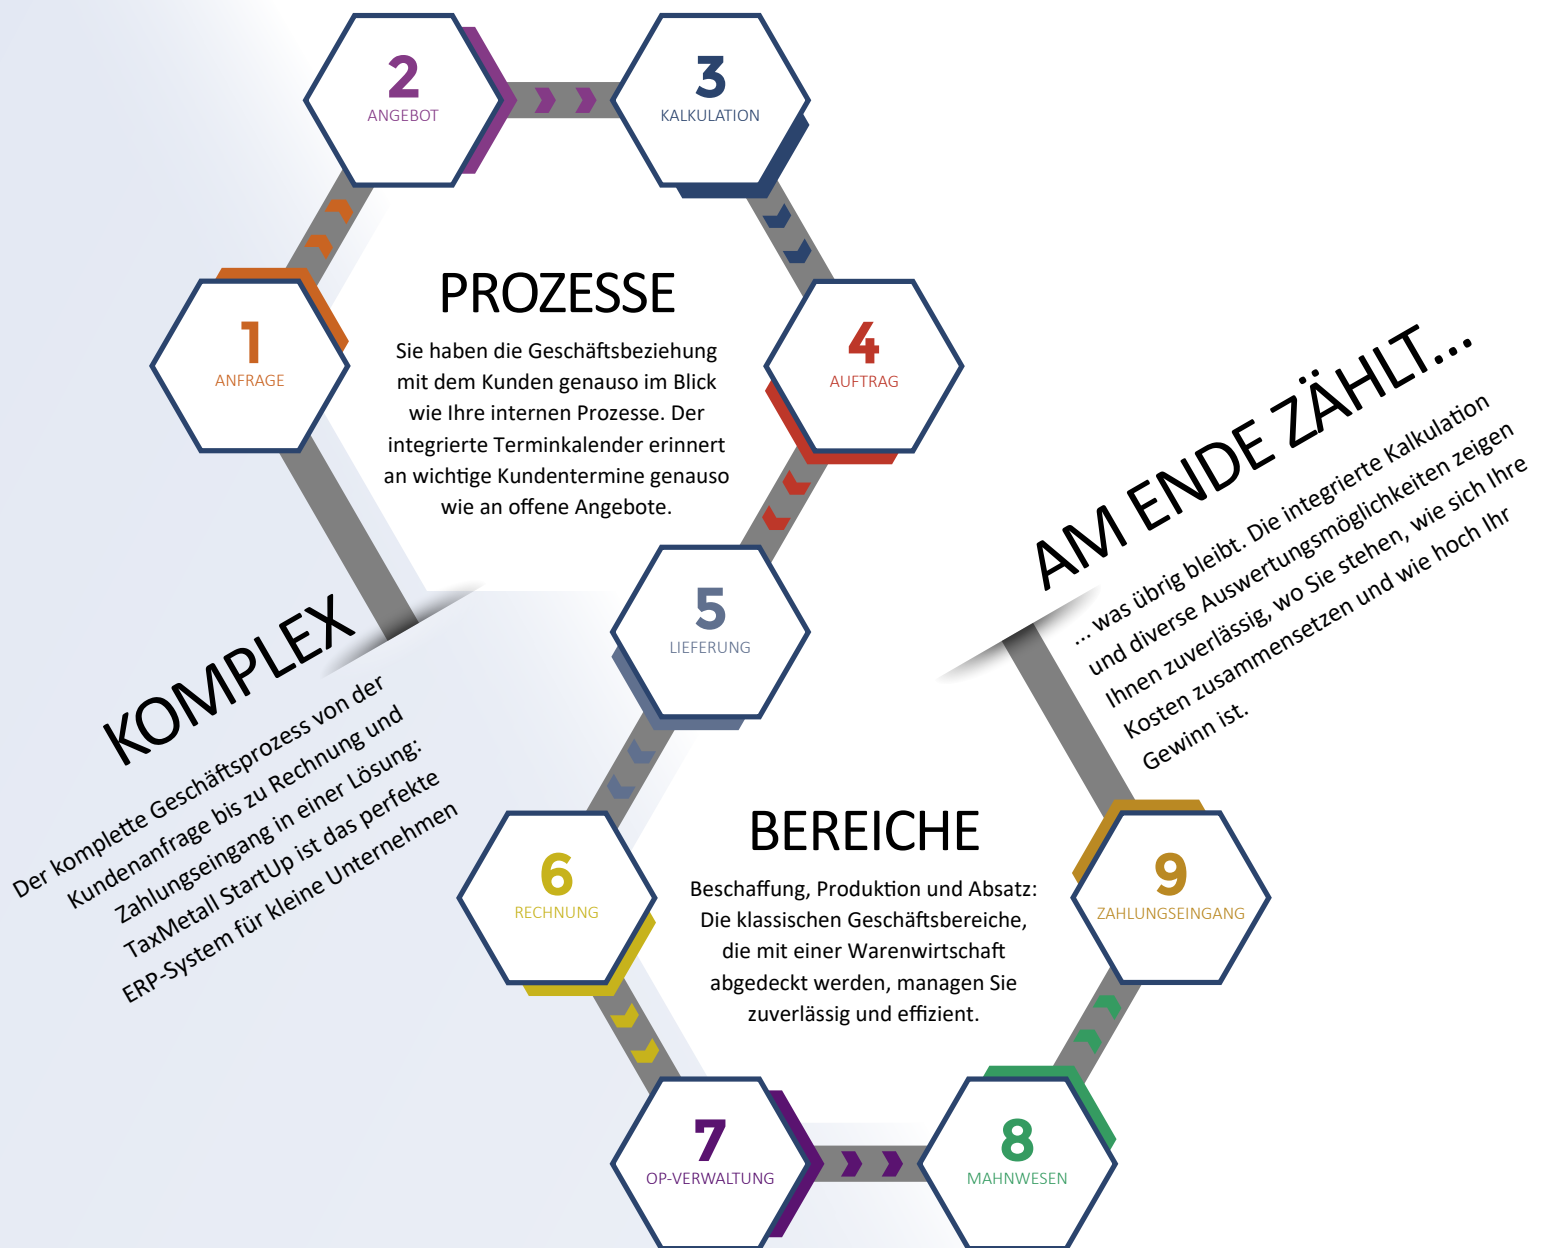 2
ANGEBOT
3
KALKULATION
1
ANFRAGE
PROZESSE
Sie haben die Geschäftsbeziehung
mit dem Kunden genauso im Blick
wie Ihre internen Prozesse. Der
integrierte Terminkalender erinnert
an wichtige Kundentermine genauso
wie an offene Angebote.
4
AUFTRAG
AM ENDE ZÄHLT...
... was übrig bleibt. Die integrierte Kalkulation
und diverse Auswertungsmöglichkeiten zeigen
Ihnen zuverlässig, wo Sie stehen, wie sich Ihre
Kosten zusammensetzen und wie hoch Ihr
Gewinn ist.
5
LIEFERUNG
KOMPLEX
Der komplette Geschäftsprozess von der
Kundenanfrage bis zu Rechnung und
Zahlungseingang in einer Lösung:
TaxMetall StartUp ist das perfekte
ERP-System für kleine Unternehmen
6
RECHNUNG
BEREICHE
Beschaffung, Produktion und Absatz:
Die klassischen Geschäftsbereiche,
die mit einer Warenwirtschaft
abgedeckt werden, managen Sie
zuverlässig und effizient.
9
ZAHLUNGSEINGANG
7
OP-VERWALTUNG
8
MAHNWESEN